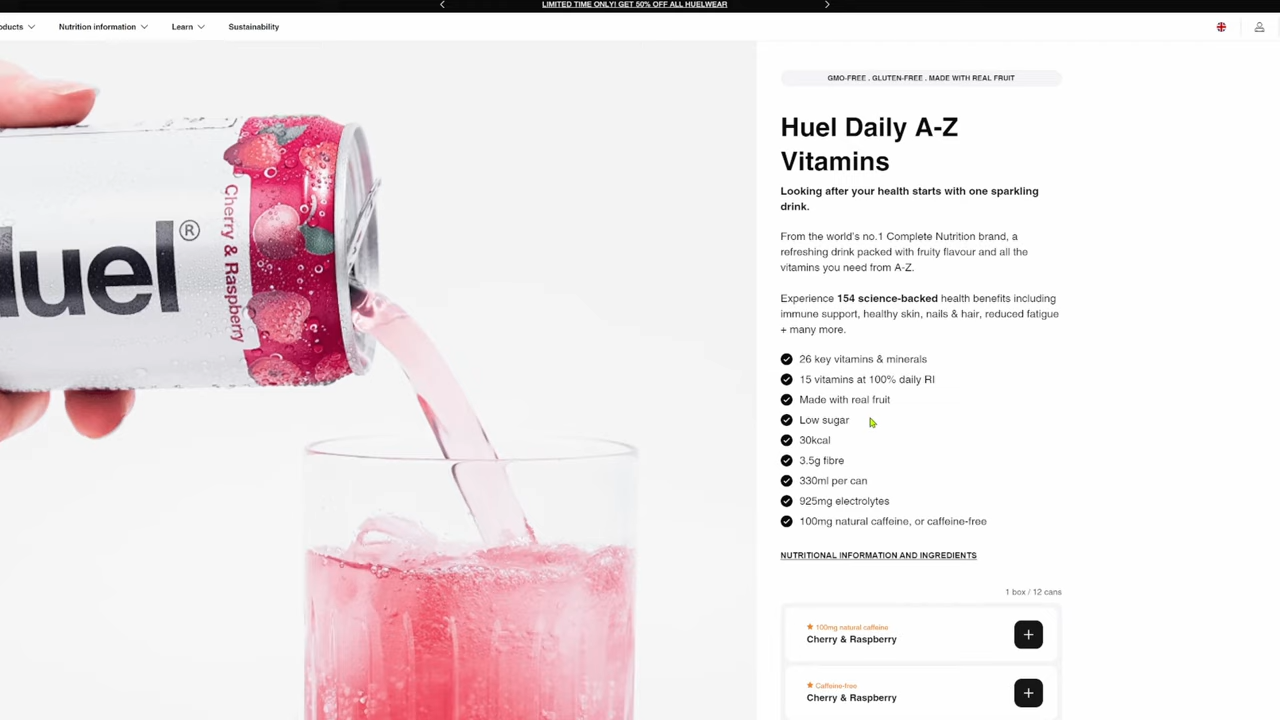 LIMITED TIME ONLY! GET 50% OFF ALL HUELWEAR
Nutrition information
Learn
Sustainability
GMO-FREE . GLUTEN-FREE . MADE WITH REAL FRUIT
Huel Daily A-Z
Vitamins
Looking after your health starts with one sparkling
drink.
From the world's no.1 Complete Nutrition brand, a
refreshing drink packed with fruity flavour and all the
vitamins you need from A-Z.
Experience 154 science-backed health benefits including
immune support, healthy skin, nails & hair, reduced fatigue
+ many more.
26 key vitamins & minerals
15 vitamins at 100% daily RI
Made with real fruit
Low sugar
30kcal
3.5g fibre
330ml per can
925mg electrolytes
100mg natural caffeine, or caffeine-free
NUTRITIONAL INFORMATION AND INGREDIENTS
1 box / 12 cans
100mg natural caffeine
Cherry & Raspberry
Caffeine-free
Cherry & Raspberry
uel®
Cherry & Raspberry